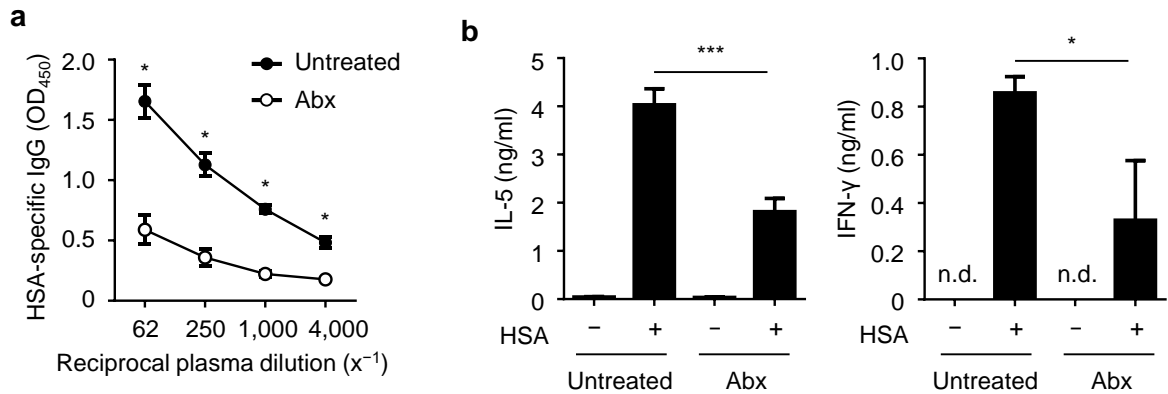 a
HSA-specific IgG (OD450)
2.0
1.5
1.0
0.5
0
* * * *
Untreated
Abx
62 250 1,000 4,000
Reciprocal plasma dilution (x−1)
b
IL-5 (ng/ml)
5
4
3
2
1
0
***
HSA − + − +
Untreated Abx
IFN-γ (ng/ml)
1.0
0.8
0.6
0.4
0.2
0
*
n.d. n.d.
− + − +
Untreated Abx